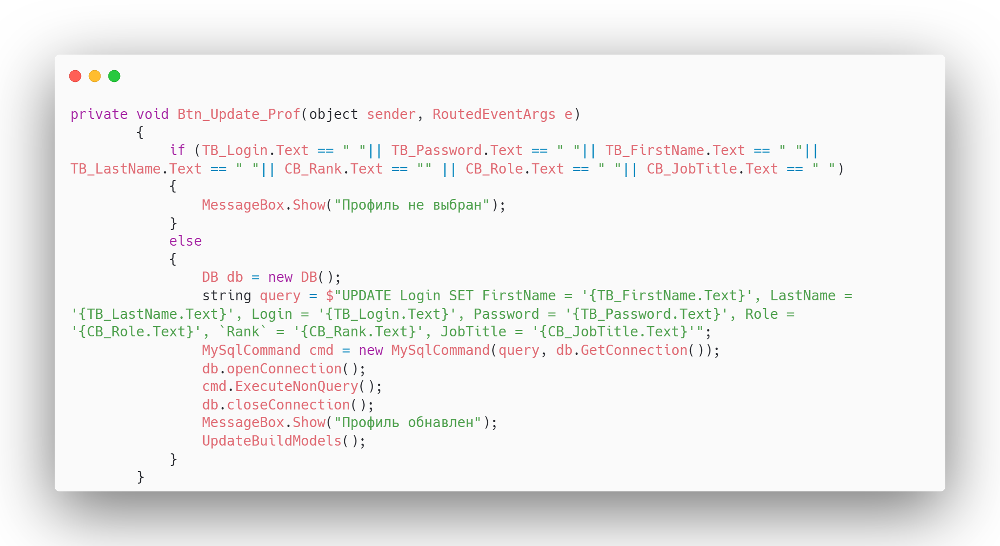 private void Btn_Update_Prof(object sender, RoutedEventArgs e)
        {
            if (TB_Login.Text == " "|| TB_Password.Text == " "|| TB_FirstName.Text == " "||
TB_LastName.Text == " "|| CB_Rank.Text == "" || CB_Role.Text == " "|| CB_JobTitle.Text == " ")
            {
                MessageBox.Show("Профиль не выбран");
            }
            else
            {
                DB db = new DB();
                string query = $"UPDATE Login SET FirstName = '{TB_FirstName.Text}', LastName =
'{TB_LastName.Text}', Login = '{TB_Login.Text}', Password = '{TB_Password.Text}', Role =
'{CB_Role.Text}', `Rank` = '{CB_Rank.Text}', JobTitle = '{CB_JobTitle.Text}'";
                MySqlCommand cmd = new MySqlCommand(query, db.GetConnection());
                db.openConnection();
                cmd.ExecuteNonQuery();
                db.closeConnection();
                MessageBox.Show("Профиль обнавлен");
                UpdateBuildModels();
            }
        }